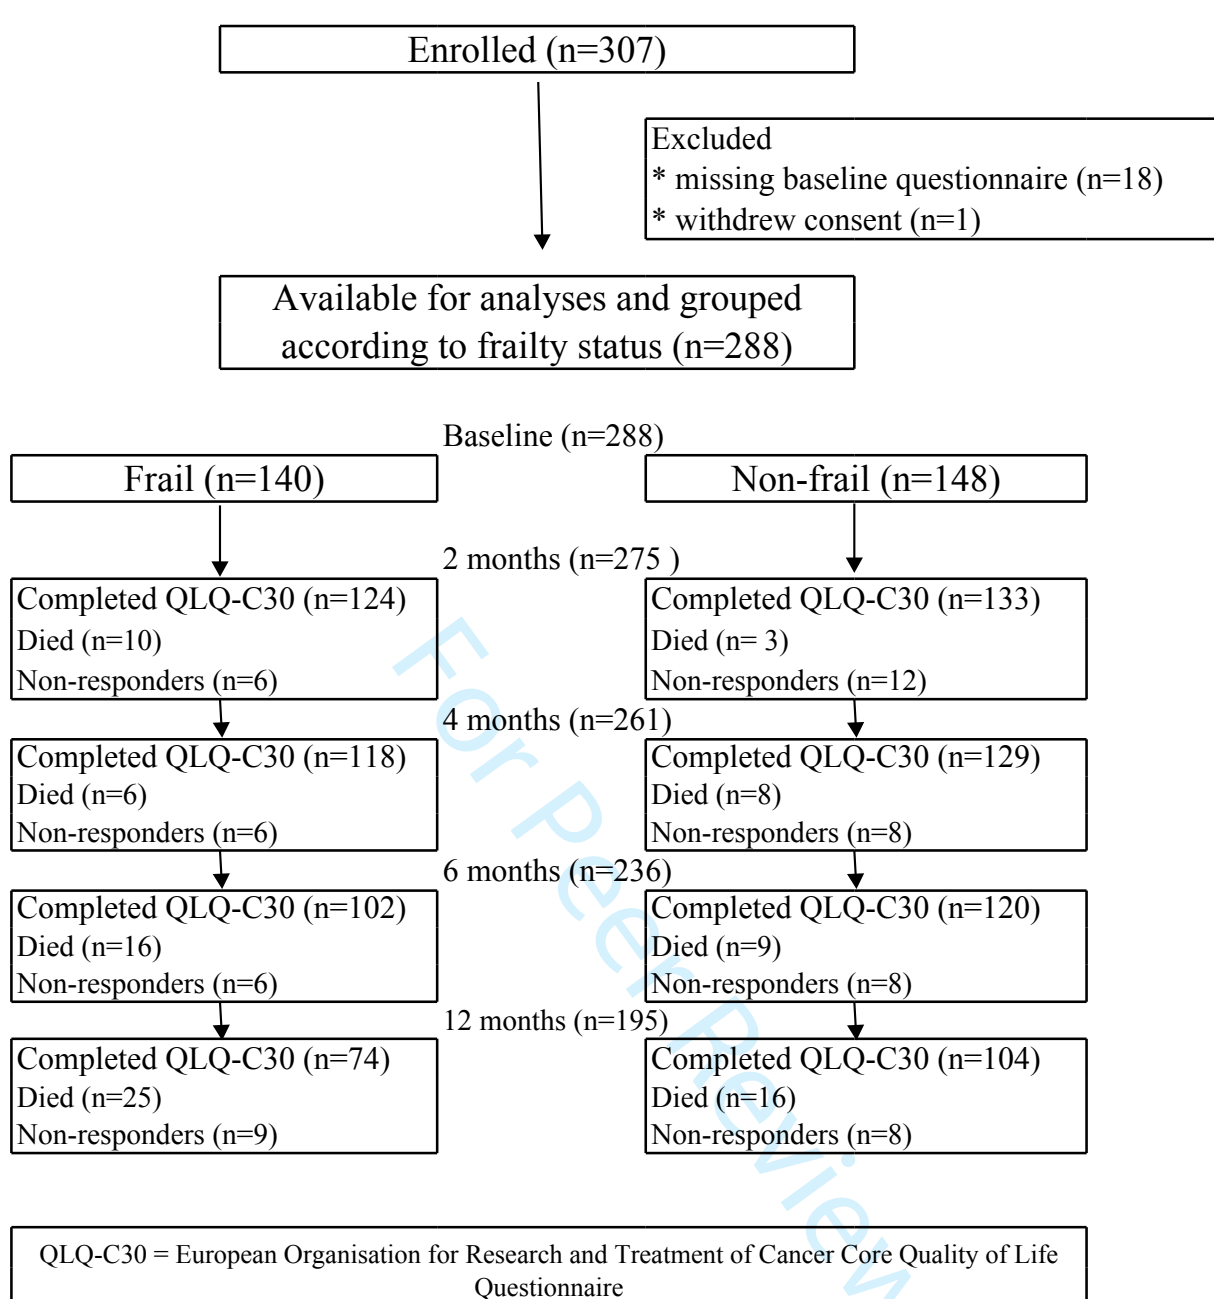 Enrolled (n=307)
Excluded
* missing baseline questionnaire (n=18)
* withdrew consent (n=1)
Available for analyses and grouped
according to frailty status (n=288)
Baseline (n=288)
Frail (n=140)
Non-frail (n=148)
2 months (n=275 )
Completed QLQ-C30 (n=124)
Died (n=10)
Non-responders (n=6)
Completed QLQ-C30 (n=133)
Died (n= 3)
Non-responders (n=12)
4 months (n=261)
Completed QLQ-C30 (n=118)
Died (n=6)
Non-responders (n=6)
Completed QLQ-C30 (n=129)
Died (n=8)
Non-responders (n=8)
6 months (n=236)
Completed QLQ-C30 (n=102)
Died (n=16)
Non-responders (n=6)
Completed QLQ-C30 (n=120)
Died (n=9)
Non-responders (n=8)
12 months (n=195)
Completed QLQ-C30 (n=74)
Died (n=25)
Non-responders (n=9)
Completed QLQ-C30 (n=104)
Died (n=16)
Non-responders (n=8)
QLQ-C30 = European Organisation for Research and Treatment of Cancer Core Quality of Life
Questionnaire
For Peer Review